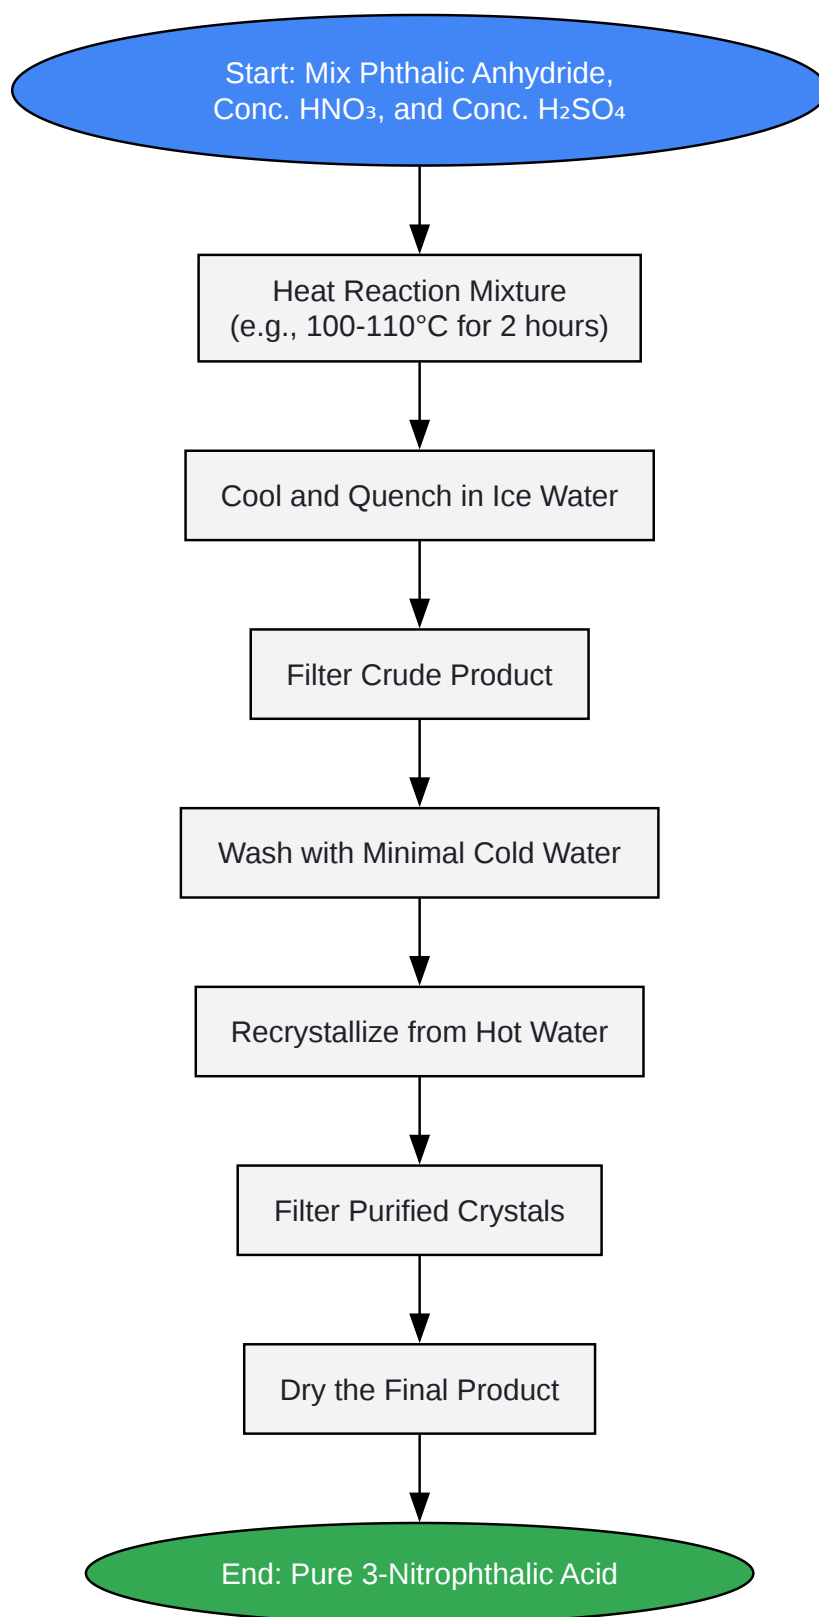 Start: Mix Phthalic Anhydride,
Conc. HNO₃, and Conc. H₂SO₄
Heat Reaction Mixture
(e.g., 100-110°C for 2 hours)
Cool and Quench in Ice Water
Filter Crude Product
Wash with Minimal Cold Water
Recrystallize from Hot Water
Filter Purified Crystals
Dry the Final Product
End: Pure 3-Nitrophthalic Acid